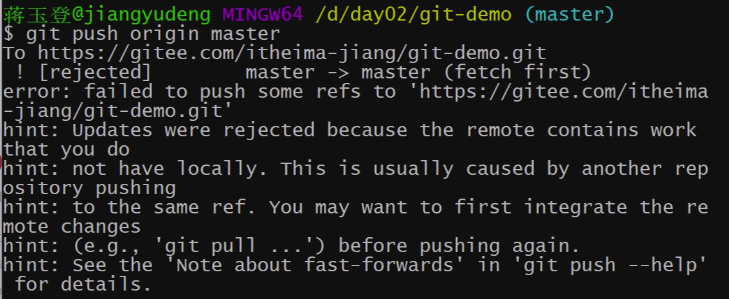 蒋玉登@jiangyudeng MINGW64 /d/day02/git-demo (master)
$ git push origin master
To https://gitee.com/itheima-jiang/git-demo.git
 ! [rejected]        master -> master (fetch first)
error: failed to push some refs to 'https://gitee.com/itheima
-jiang/git-demo.git'
hint: Updates were rejected because the remote contains work
that you do
hint: not have locally. This is usually caused by another rep
ository pushing
hint: to the same ref. You may want to first integrate the re
mote changes
hint: (e.g., 'git pull ...') before pushing again.
hint: See the 'Note about fast-forwards' in 'git push --help'
 for details.